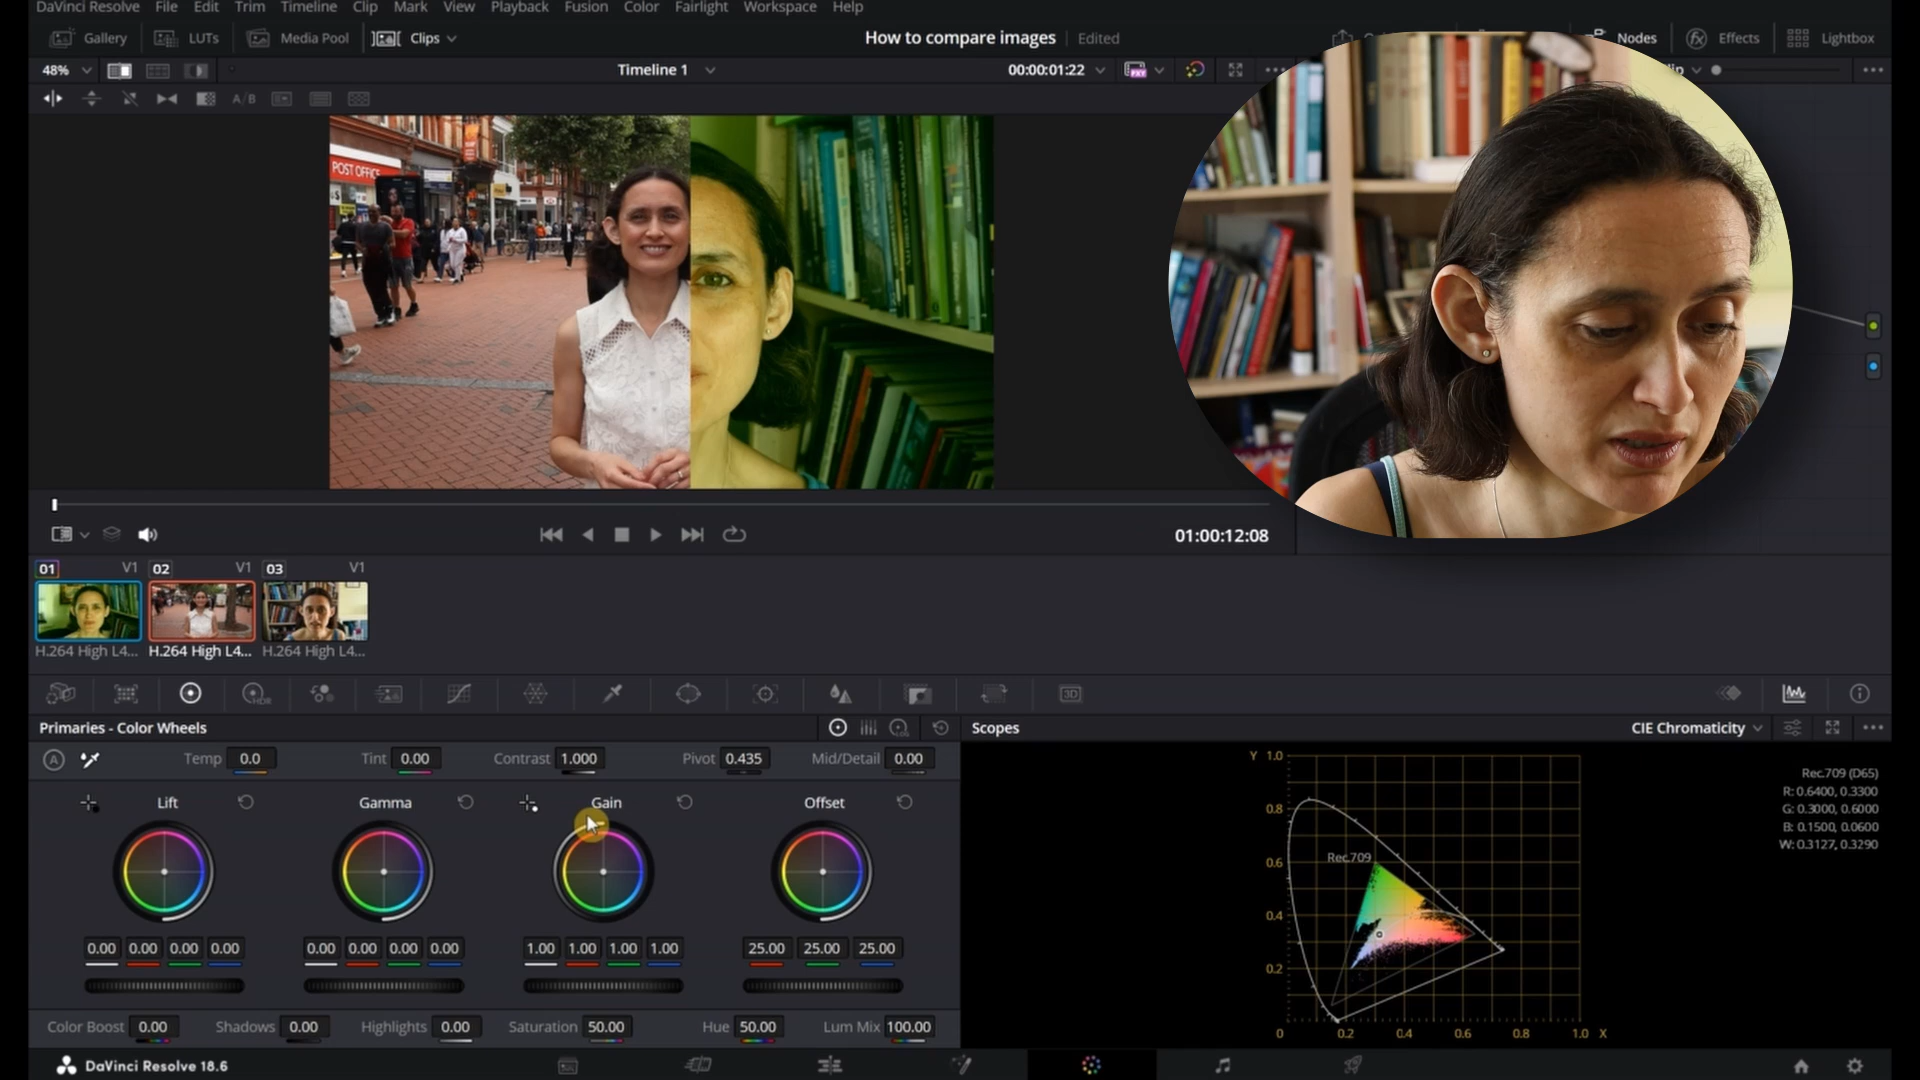 DaVinci Resolve File Edit Trim Timeline Clip Mark View Playback Fusion Color Fairlight Workspace Help
Gallery LUTs Media Pool Clips How to compare images Edited Nodes Effects Lightbox
48% Timeline 1 00:00:01:22
A/B
POST OFFICE
01:00:12:08
01 V1 02 V1 03 V1
H.264 High L4... H.264 High L4... H.264 High L4...
HDR 3D
Primaries - Color Wheels
Scopes CIE Chromaticity
A Temp 0.0 Tint 0.00 Contrast 1.000 Pivot 0.435 Mid/Detail 0.00
Lift Gamma Gain Offset
0.00 0.00 0.00 0.00 0.00 0.00 0.00 0.00 1.00 1.00 1.00 1.00 25.00 25.00 25.00
Color Boost 0.00 Shadows 0.00 Highlights 0.00 Saturation 50.00 Hue 50.00 Lum Mix 100.00
Y 1.0
0.8
0.6
0.4
0.2
0 0.2 0.4 0.6 0.8 1.0 X
Rec.709
Rec.709 (D65)
R: 0.6400, 0.3300
G: 0.3000, 0.6000
B: 0.1500, 0.0600
W: 0.3127, 0.3290
DaVinci Resolve 18.6